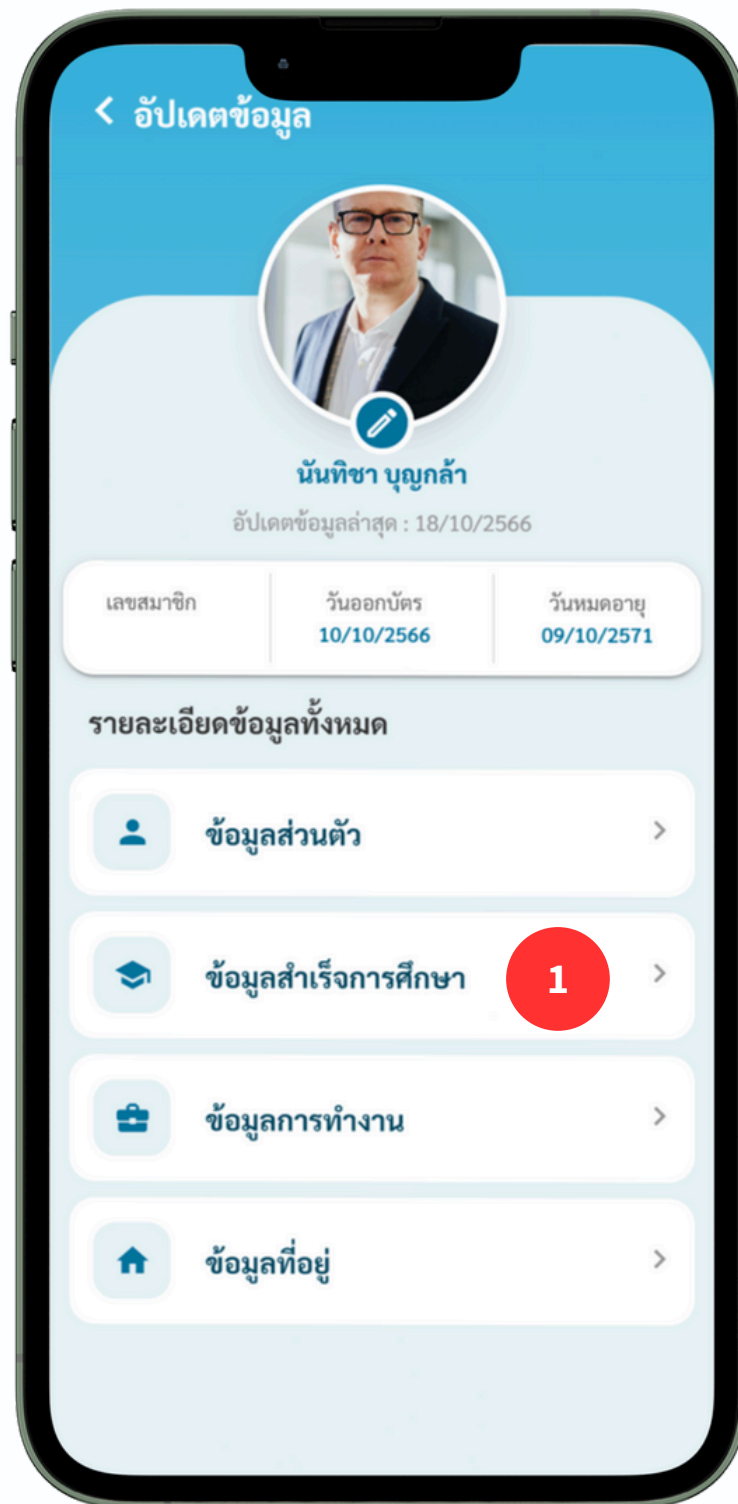 อัปเดตข้อมูล
นันทิชา บุญกล้า
อัปเดตข้อมูลล่าสุด : 18/10/2566
เลขสมาชิก
วันออกบัตร
10/10/2566
วันหมดอายุ
09/10/2571
รายละเอียดข้อมูลทั้งหมด
ข้อมูลส่วนตัว
ข้อมูลสำเร็จการศึกษา 1
ข้อมูลการทำงาน
ข้อมูลที่อยู่